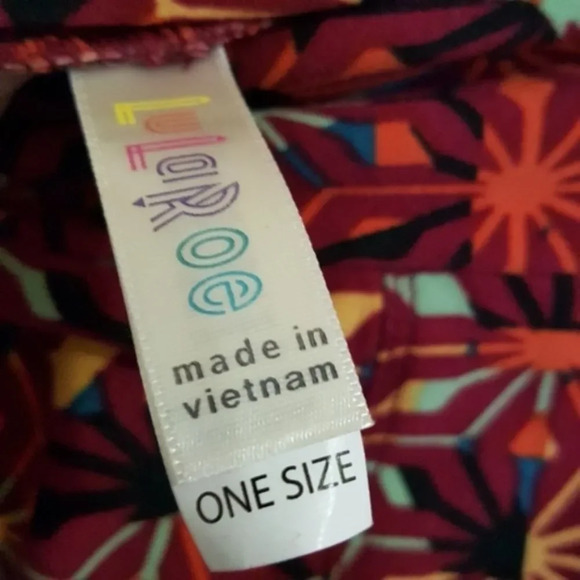 LuLaRoe
made in
vietnam
ONE SIZE